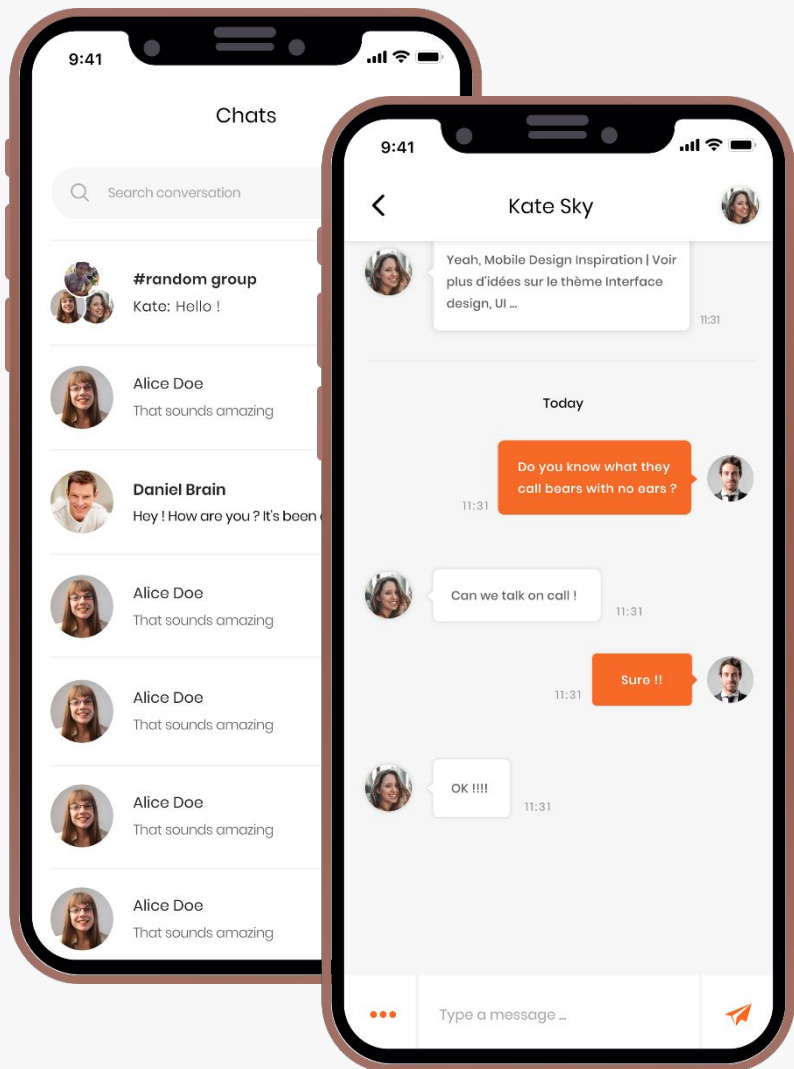 9:41
Chats
Search conversation
#random group
Kate: Hello !
Alice Doe
That sounds amazing
Daniel Brain
Hey ! How are you ? It's been
Alice Doe
That sounds amazing
Alice Doe
That sounds amazing
Alice Doe
That sounds amazing
Alice Doe
That sounds amazing
9:41
Kate Sky
Yeah, Mobile Design Inspiration | Voir
plus d'idées sur le thème Interface
design, UI ...
11:31
Today
Do you know what they
call bears with no ears ?
11:31
Can we talk on call !
11:31
Sure !!
11:31
OK !!!!
11:31
Type a message ...